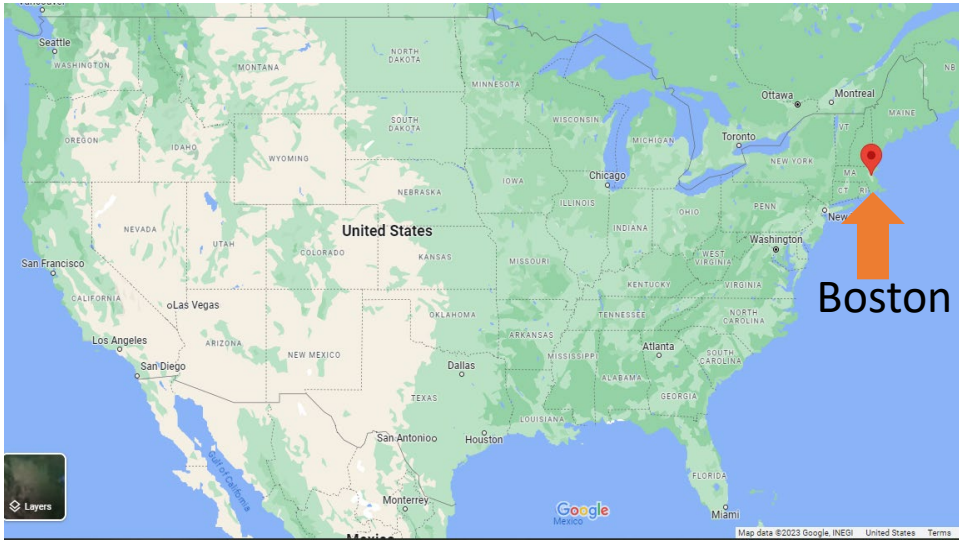 Vancouver
Seattle
WASHINGTON
MONTANA
NORTH
DAKOTA
MINNESOTA
Ottawa
Montreal
NB
MAINE
OREGON
IDAHO
SOUTH
DAKOTA
WISCONSIN
MICHIGAN
Toronto
VT
WYOMING
NEW YORK
MA
CT
RI
Chicago
IOWA
NEBRASKA
ILLINOIS
INDIANA
OHIO
PENN
New
NEVADA
UTAH
COLORADO
United States
KANSAS
MISSOURI
WEST
VIRGINIA
Washington
San Francisco
CALIFORNIA
KENTUCKY
VIRGINIA
Boston
Las Vegas
OKLAHOMA
TENNESSEE
NORTH
CAROLINA
Los Angeles
ARIZONA
NEW MEXICO
ARKANSAS
MISSISSIPPI
Atlanta
SOUTH
CAROLINA
San Diego
Dallas
ALABAMA
GEORGIA
TEXAS
LOUISIANA
San Antonio
Houston
Gulf of California
FLORIDA
Layers
Monterrey
Google
Mexico
Miami
Mexico
Map data ©2023 Google, INEGI United States Terms